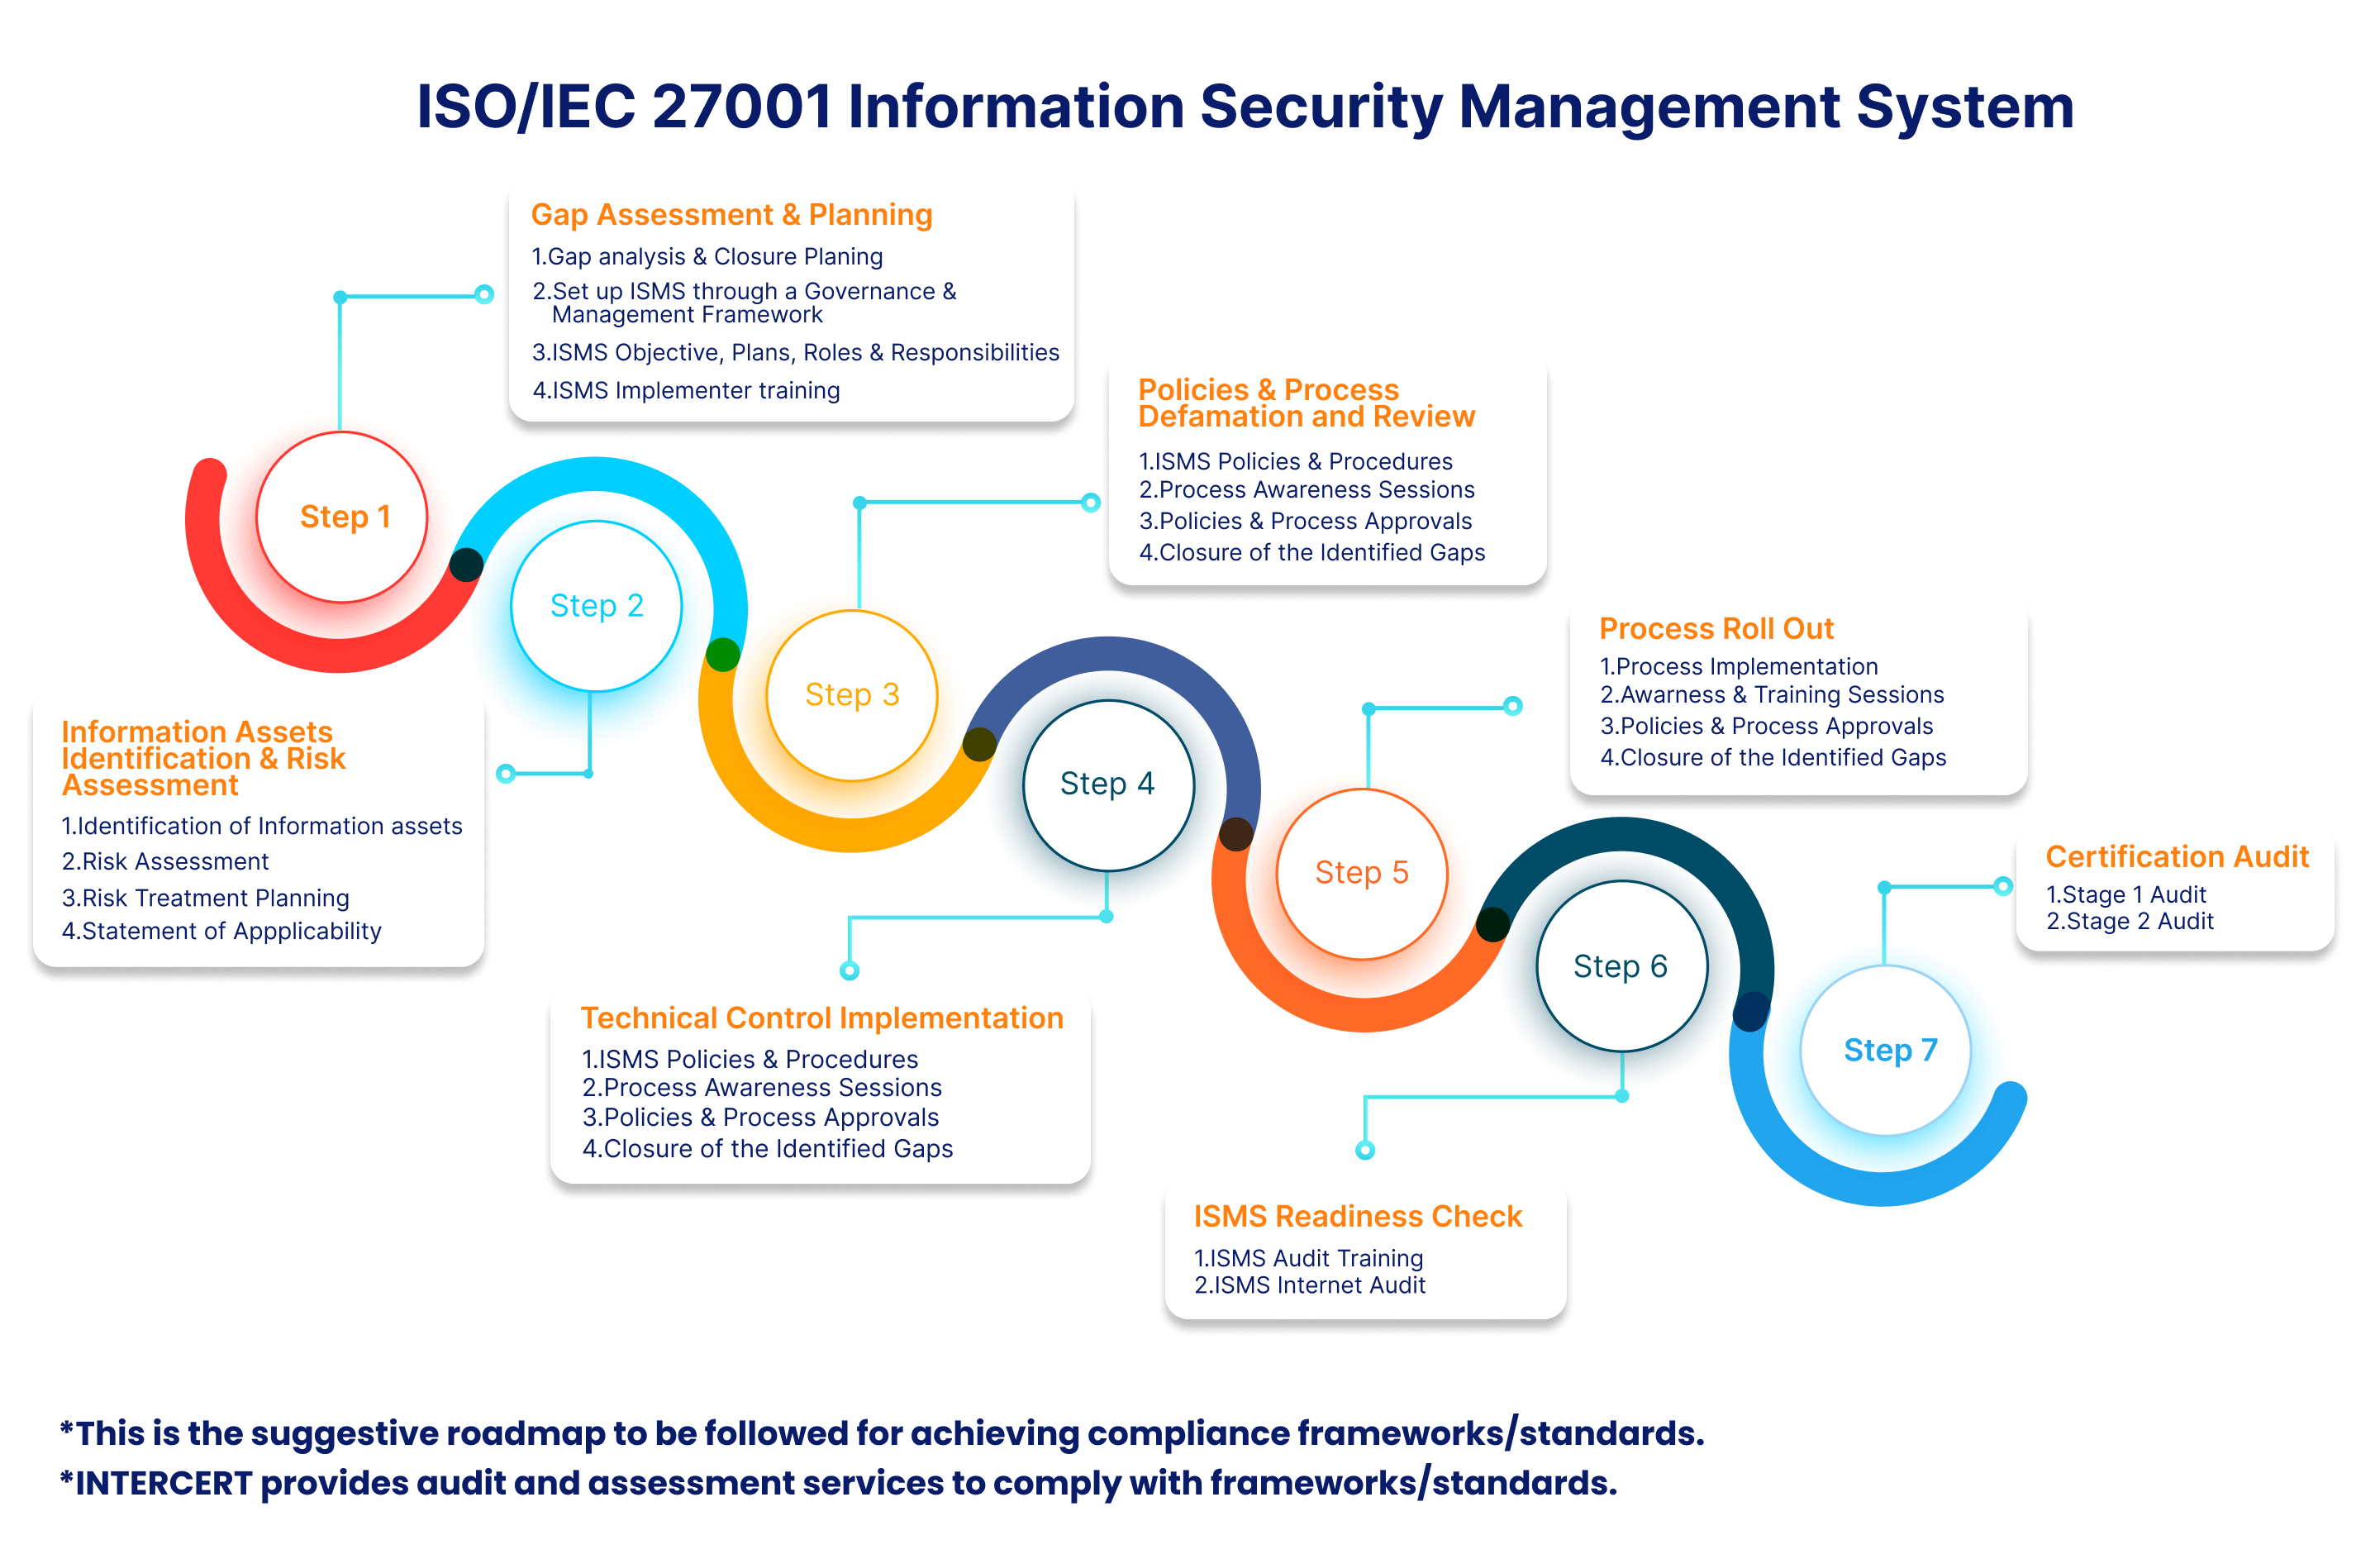 ISO/IEC 27001 Information Security Management System
Gap Assessment & Planning
1.Gap analysis & Closure Planing
2.Set up ISMS through a Governance &
Management Framework
3.ISMS Objective, Plans, Roles & Responsibilities
4.ISMS Implementer training
Step 1
Step 2
Information Assets
Identification & Risk
Assessment
1.Identification of Information assets
2.Risk Assessment
3.Risk Treatment Planning
4.Statement of Appplicability
Policies & Process
Defamation and Review
1.ISMS Policies & Procedures
2.Process Awareness Sessions
3.Policies & Process Approvals
4.Closure of the Identified Gaps
Step 3
Step 4
Technical Control Implementation
1.ISMS Policies & Procedures
2.Process Awareness Sessions
3.Policies & Process Approvals
4.Closure of the Identified Gaps
Process Roll Out
1.Process Implementation
2.Awarness & Training Sessions
3.Policies & Process Approvals
4.Closure of the Identified Gaps
Step 5
Step 6
ISMS Readiness Check
1.ISMS Audit Training
2.ISMS Internet Audit
Certification Audit
1.Stage 1 Audit
2.Stage 2 Audit
Step 7
*This is the suggestive roadmap to be followed for achieving compliance frameworks/standards.
*INTERCERT provides audit and assessment services to comply with frameworks/standards.